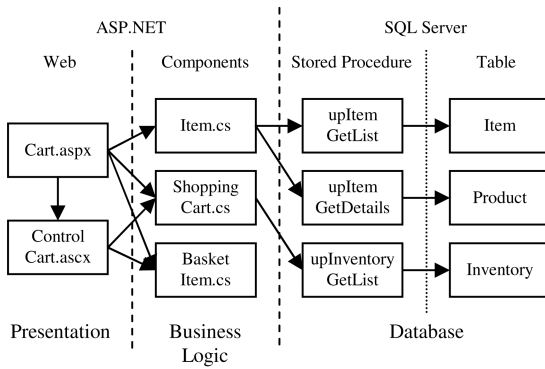 ASP.NET
SQL Server
Web
Components
Stored Procedure
Table
Cart.aspx
Control
Cart.ascx
Item.cs
Shopping
Cart.cs
Basket
Item.cs
upItem
GetList
upItem
GetDetails
upInventory
GetList
Item
Product
Inventory
Presentation
Business
Logic
Database